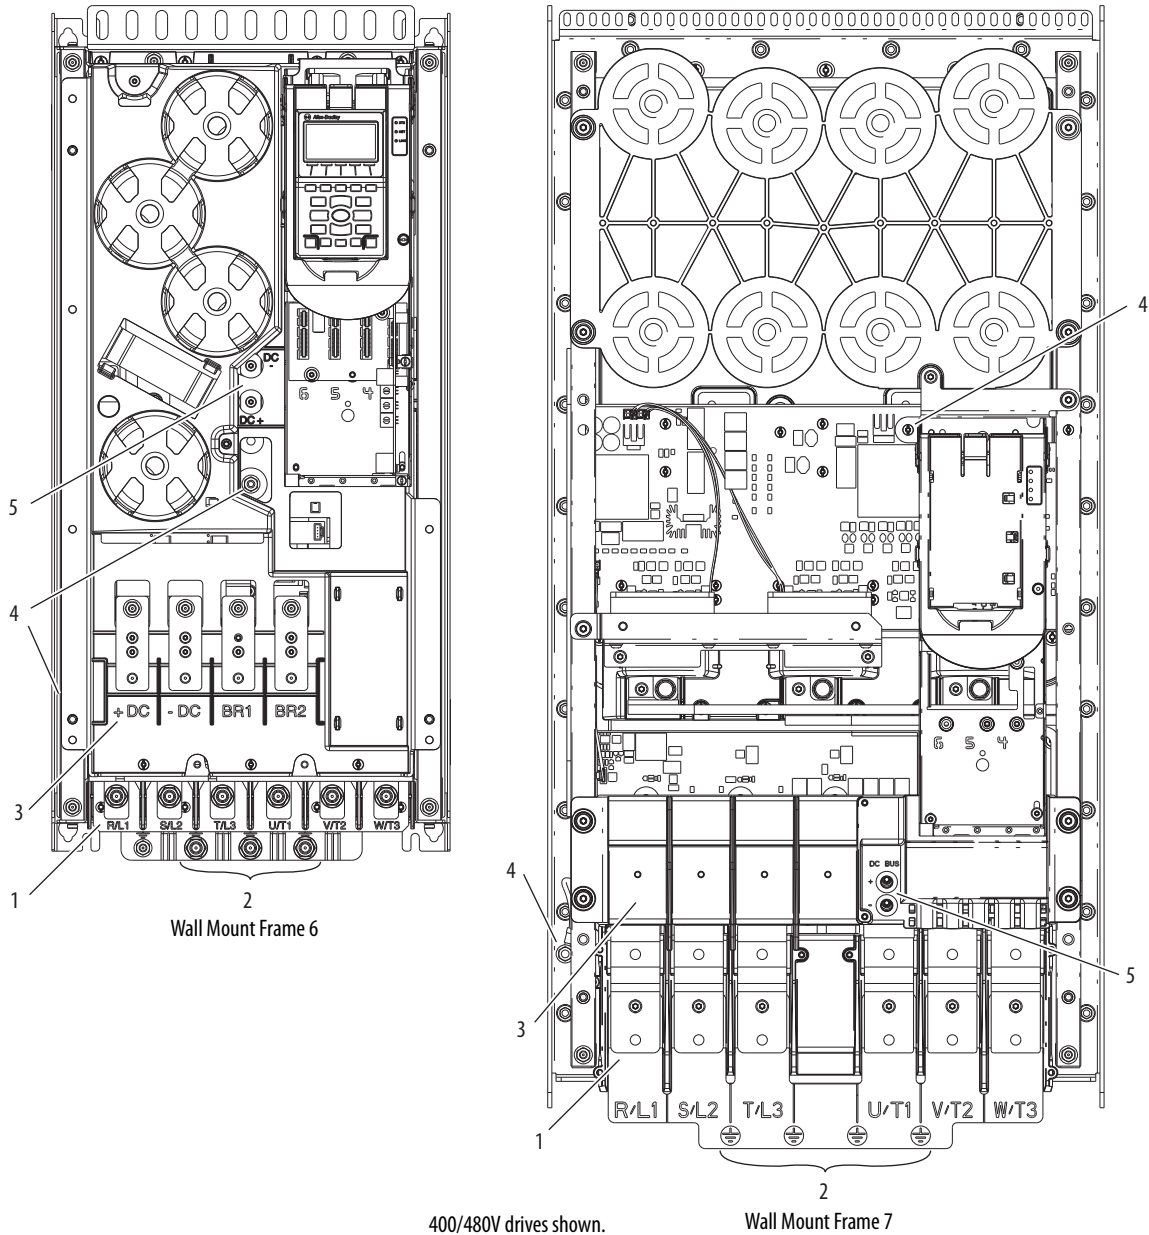 Allen-Bradley
DC
-
DC +
6 5 4
+ DC
- DC
BR1
BR2
R/L1
S/L2
T/L3
U/T1
V/T2
W/T3
5
4
3
1
2
Wall Mount Frame 6
4
6 5 4
DC BUS
+
-
4
5
3
R/L1
S/L2
T/L3
U/T1
V/T2
W/T3
1
2
Wall Mount Frame 7
400/480V drives shown.